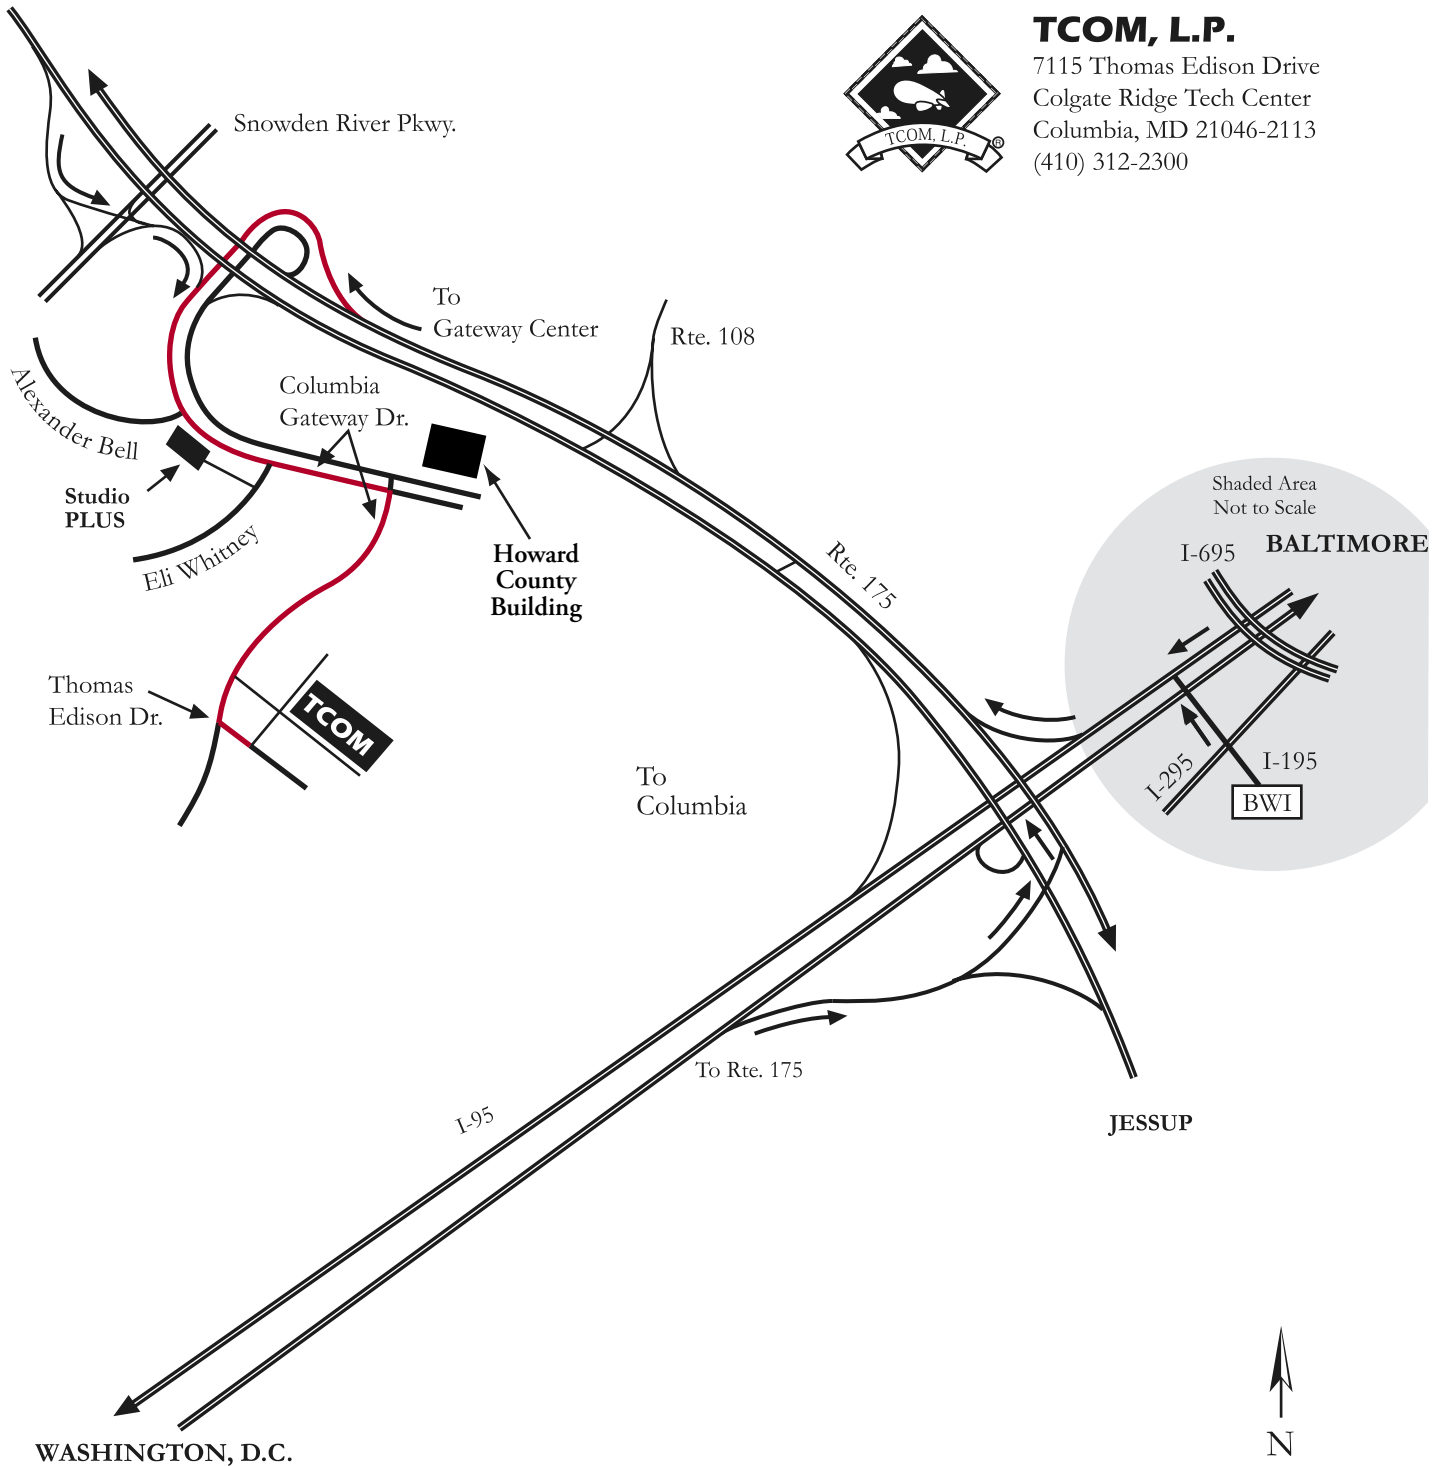 TCOM, L.P.
7115 Thomas Edison Drive
Colgate Ridge Tech Center
Columbia, MD 21046-2113
(410) 312-2300
TCOM, L.P.
®
Snowden River Pkwy.
To
Gateway Center
Rte. 108
Columbia
Gateway Dr.
Alexander Bell
Studio
PLUS
Eli Whitney
Howard
County
Building
Shaded Area
Not to Scale
I-695
BALTIMORE
Rte. 175
Thomas
Edison Dr.
TCOM
To
Columbia
I-295
I-195
BWI
To Rte. 175
I-95
JESSUP
WASHINGTON, D.C.
N